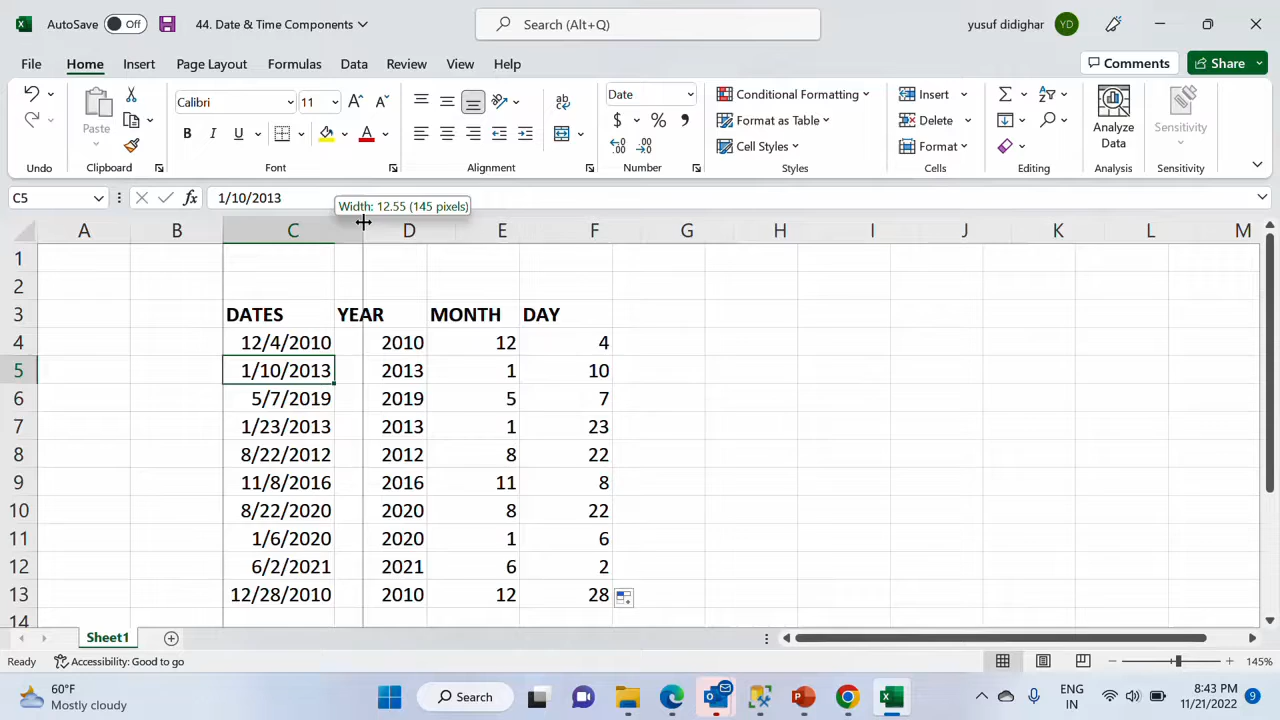 AutoSave Off 44. Date & Time Components Search (Alt+Q) yusuf didighar YD
File Home Insert Page Layout Formulas Data Review View Help Comments Share
Paste Calibri 11 Date Conditional Formatting Insert Analyze Data Sensitivity
B I U A $ % , Format as Table Delete
Cell Styles Format
Undo Clipboard Font Alignment Number Styles Cells Editing Analysis Sensitivity
C5 fx 1/10/2013
Width: 12.55 (145 pixels)
A B C D E F G H I J K L M
1
2
3 DATES YEAR MONTH DAY
4 12/4/2010 2010 12 4
5 1/10/2013 2013 1 10
6 5/7/2019 2019 5 7
7 1/23/2013 2013 1 23
8 8/22/2012 2012 8 22
9 11/8/2016 2016 11 8
10 8/22/2020 2020 8 22
11 1/6/2020 2020 1 6
12 6/2/2021 2021 6 2
13 12/28/2010 2010 12 28
14
Sheet1
Ready Accessibility: Good to go 145%
60°F Search ENG 8:43 PM
Mostly cloudy IN 11/21/2022 9